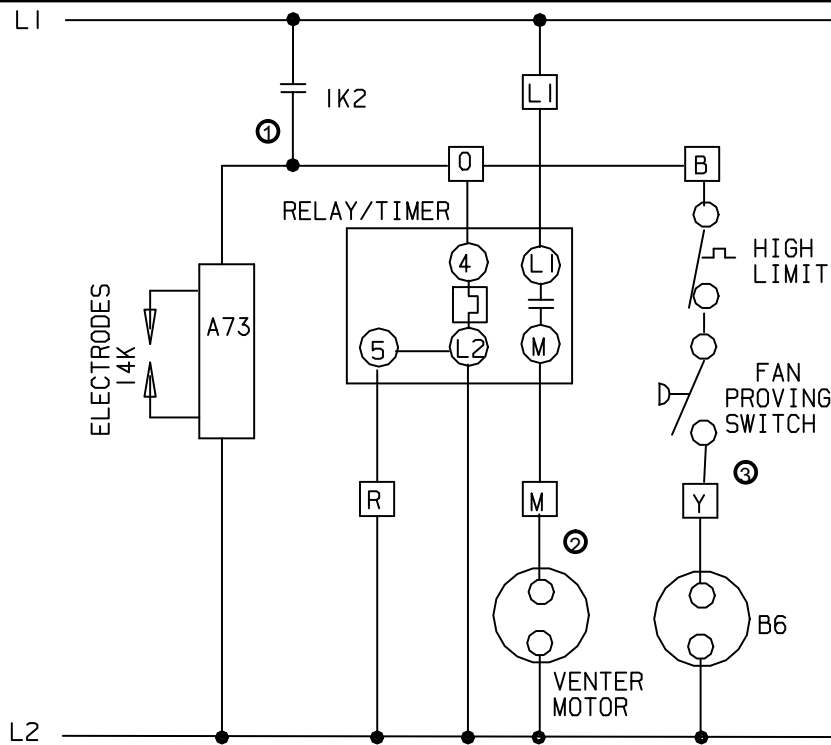 L1
1K2
1
L1
O
B
RELAY/TIMER
4
L1
HIGH
LIMIT
ELECTRODES
14K
A73
5
L2
M
FAN
PROVING
SWITCH
3
R
M
Y
2
B6
VENTER
MOTOR
L2